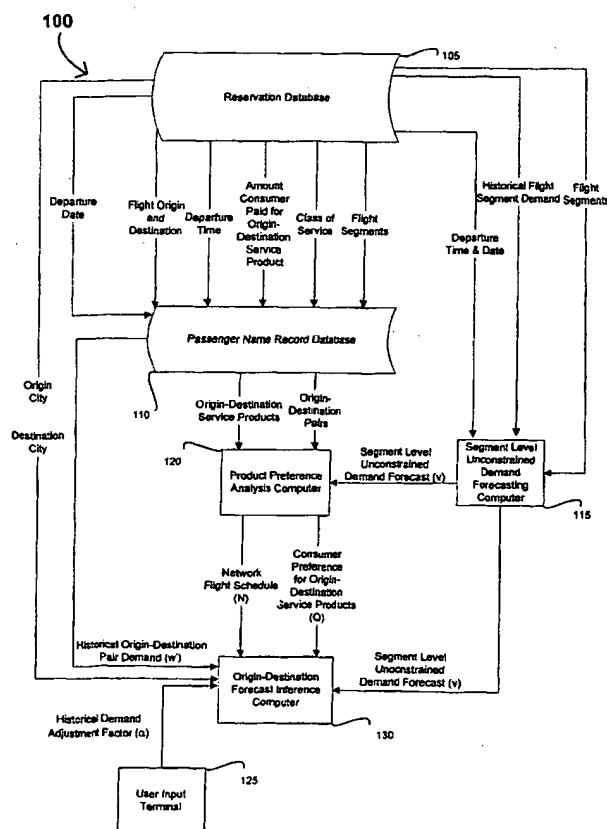 100
105
Reservation Database
Departure
Date
Flight Origin
and
Destination
Departure
Time
Amount
Consumer
Paid for
Origin-
Destination
Service
Product
Class of
Service
Flight
Segments
Historical Flight
Segment Demand
Flight
Segments
Departure
Time & Date
Passenger Name Record Database
110
Origin
City
Destination
City
Origin-Destination
Service Products
Origin-
Destination
Pairs
120
Product Preference
Analysis Computer
Segment Level
Unconstrained
Demand Forecast (v)
Segment Level
Unconstrained
Demand
Forecasting
Computer
115
Network
Flight Schedule
(N)
Consumer
Preference
for Origin-
Destination
Service Products
(Q)
Historical Origin-Destination
Pair Demand (w')
Segment Level
Unconstrained
Demand Forecast (v)
Origin-Destination
Forecast Inference
Computer
130
Historical Demand
Adjustment Factor (α)
125
User Input
Terminal